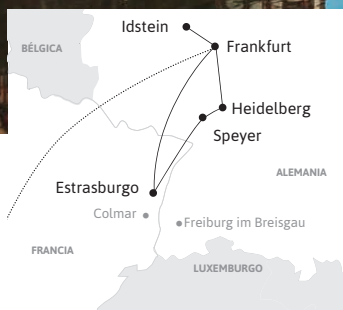 Idstein
BÉLGICA
Frankfurt
Heidelberg
Speyer
ALEMANIA
Estrasburgo
Colmar
Freiburg im Breisgau
FRANCIA
LUXEMBURGO